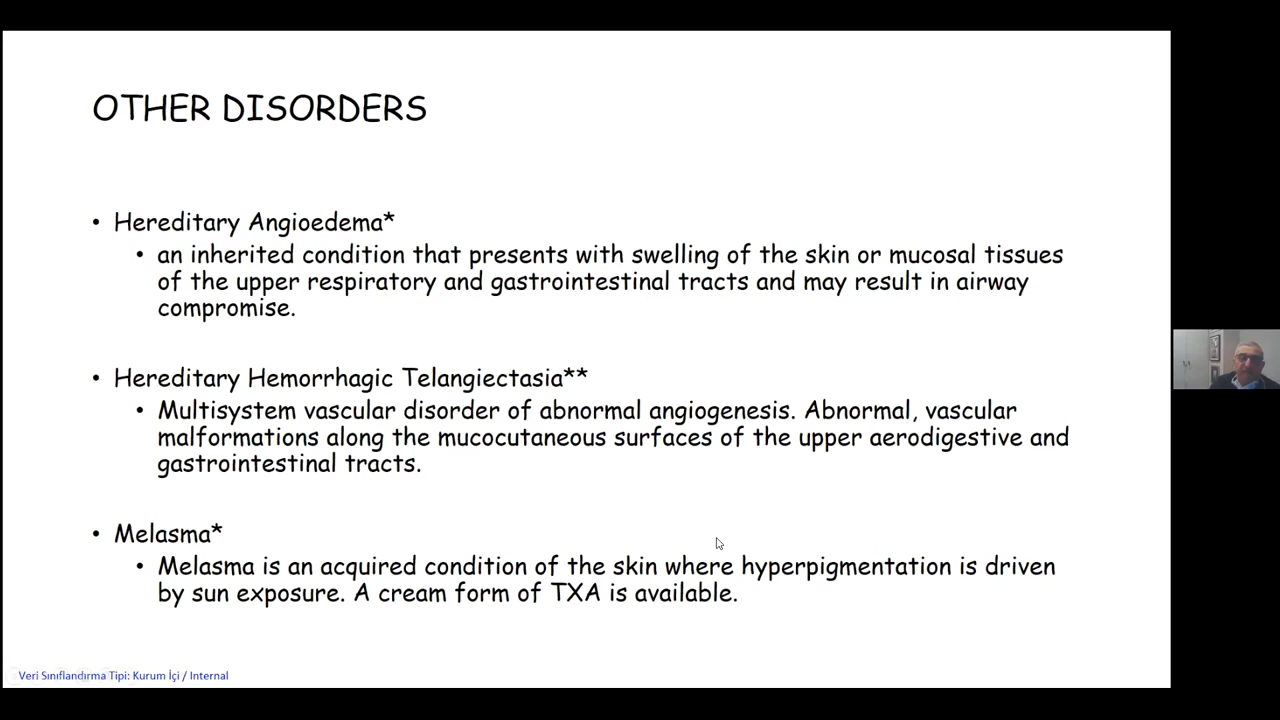 OTHER DISORDERS
• Hereditary Angioedema*
• an inherited condition that presents with swelling of the skin or mucosal tissues
of the upper respiratory and gastrointestinal tracts and may result in airway
compromise.
• Hereditary Hemorrhagic Telangiectasia**
• Multisystem vascular disorder of abnormal angiogenesis. Abnormal, vascular
malformations along the mucocutaneous surfaces of the upper aerodigestive and
gastrointestinal tracts.
• Melasma*
• Melasma is an acquired condition of the skin where hyperpigmentation is driven
by sun exposure. A cream form of TXA is available.
Veri Sınıflandırma Tipi: Kurum İçi / Internal